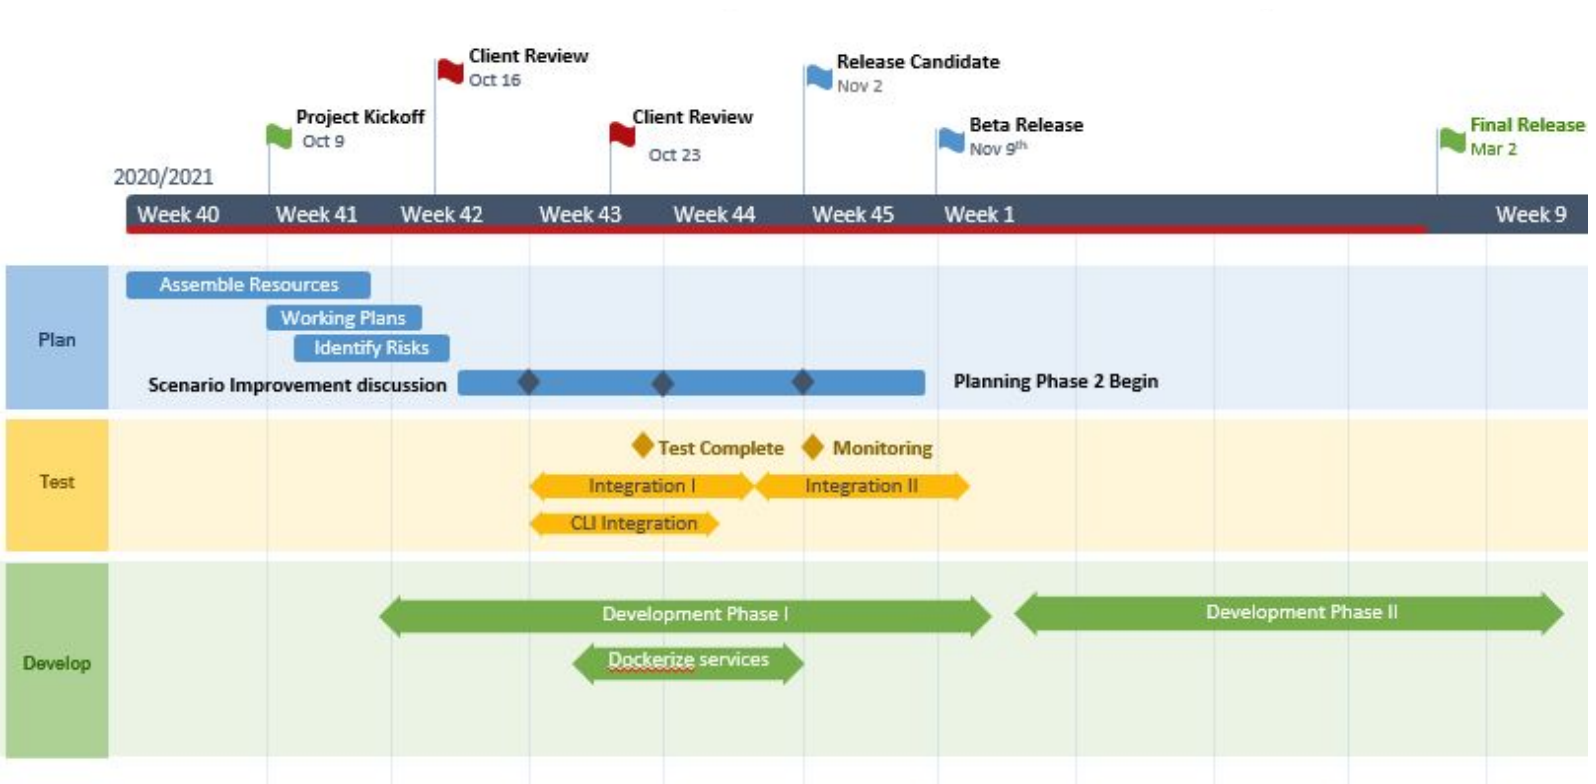 Client Review
Oct 16
Release Candidate
Nov 2
Project Kickoff
Oct 9
Client Review
Oct 23
Beta Release
Nov 9th
Final Release
Mar 2
2020/2021
Week 40 Week 41 Week 42 Week 43 Week 44 Week 45 Week 1 Week 9
Plan
Assemble Resources
Working Plans
Identify Risks
Scenario Improvement discussion
Planning Phase 2 Begin
Test
Test Complete
Monitoring
Integration I
Integration II
CLI Integration
Develop
Development Phase I
Development Phase II
Dockerize services